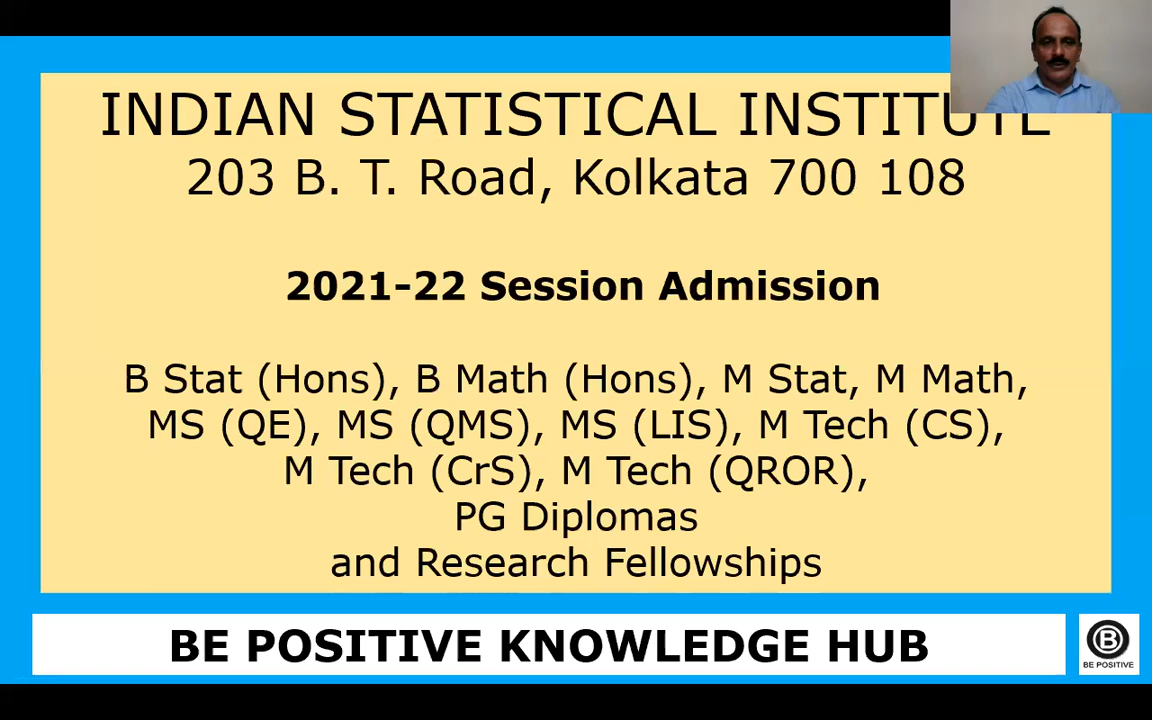 INDIAN STATISTICAL INSTITUTE
203 B. T. Road, Kolkata 700 108
2021-22 Session Admission
B Stat (Hons), B Math (Hons), M Stat, M Math,
MS (QE), MS (QMS), MS (LIS), M Tech (CS),
M Tech (CrS), M Tech (QROR),
PG Diplomas
and Research Fellowships
BE POSITIVE KNOWLEDGE HUB
B
BE POSITIVE